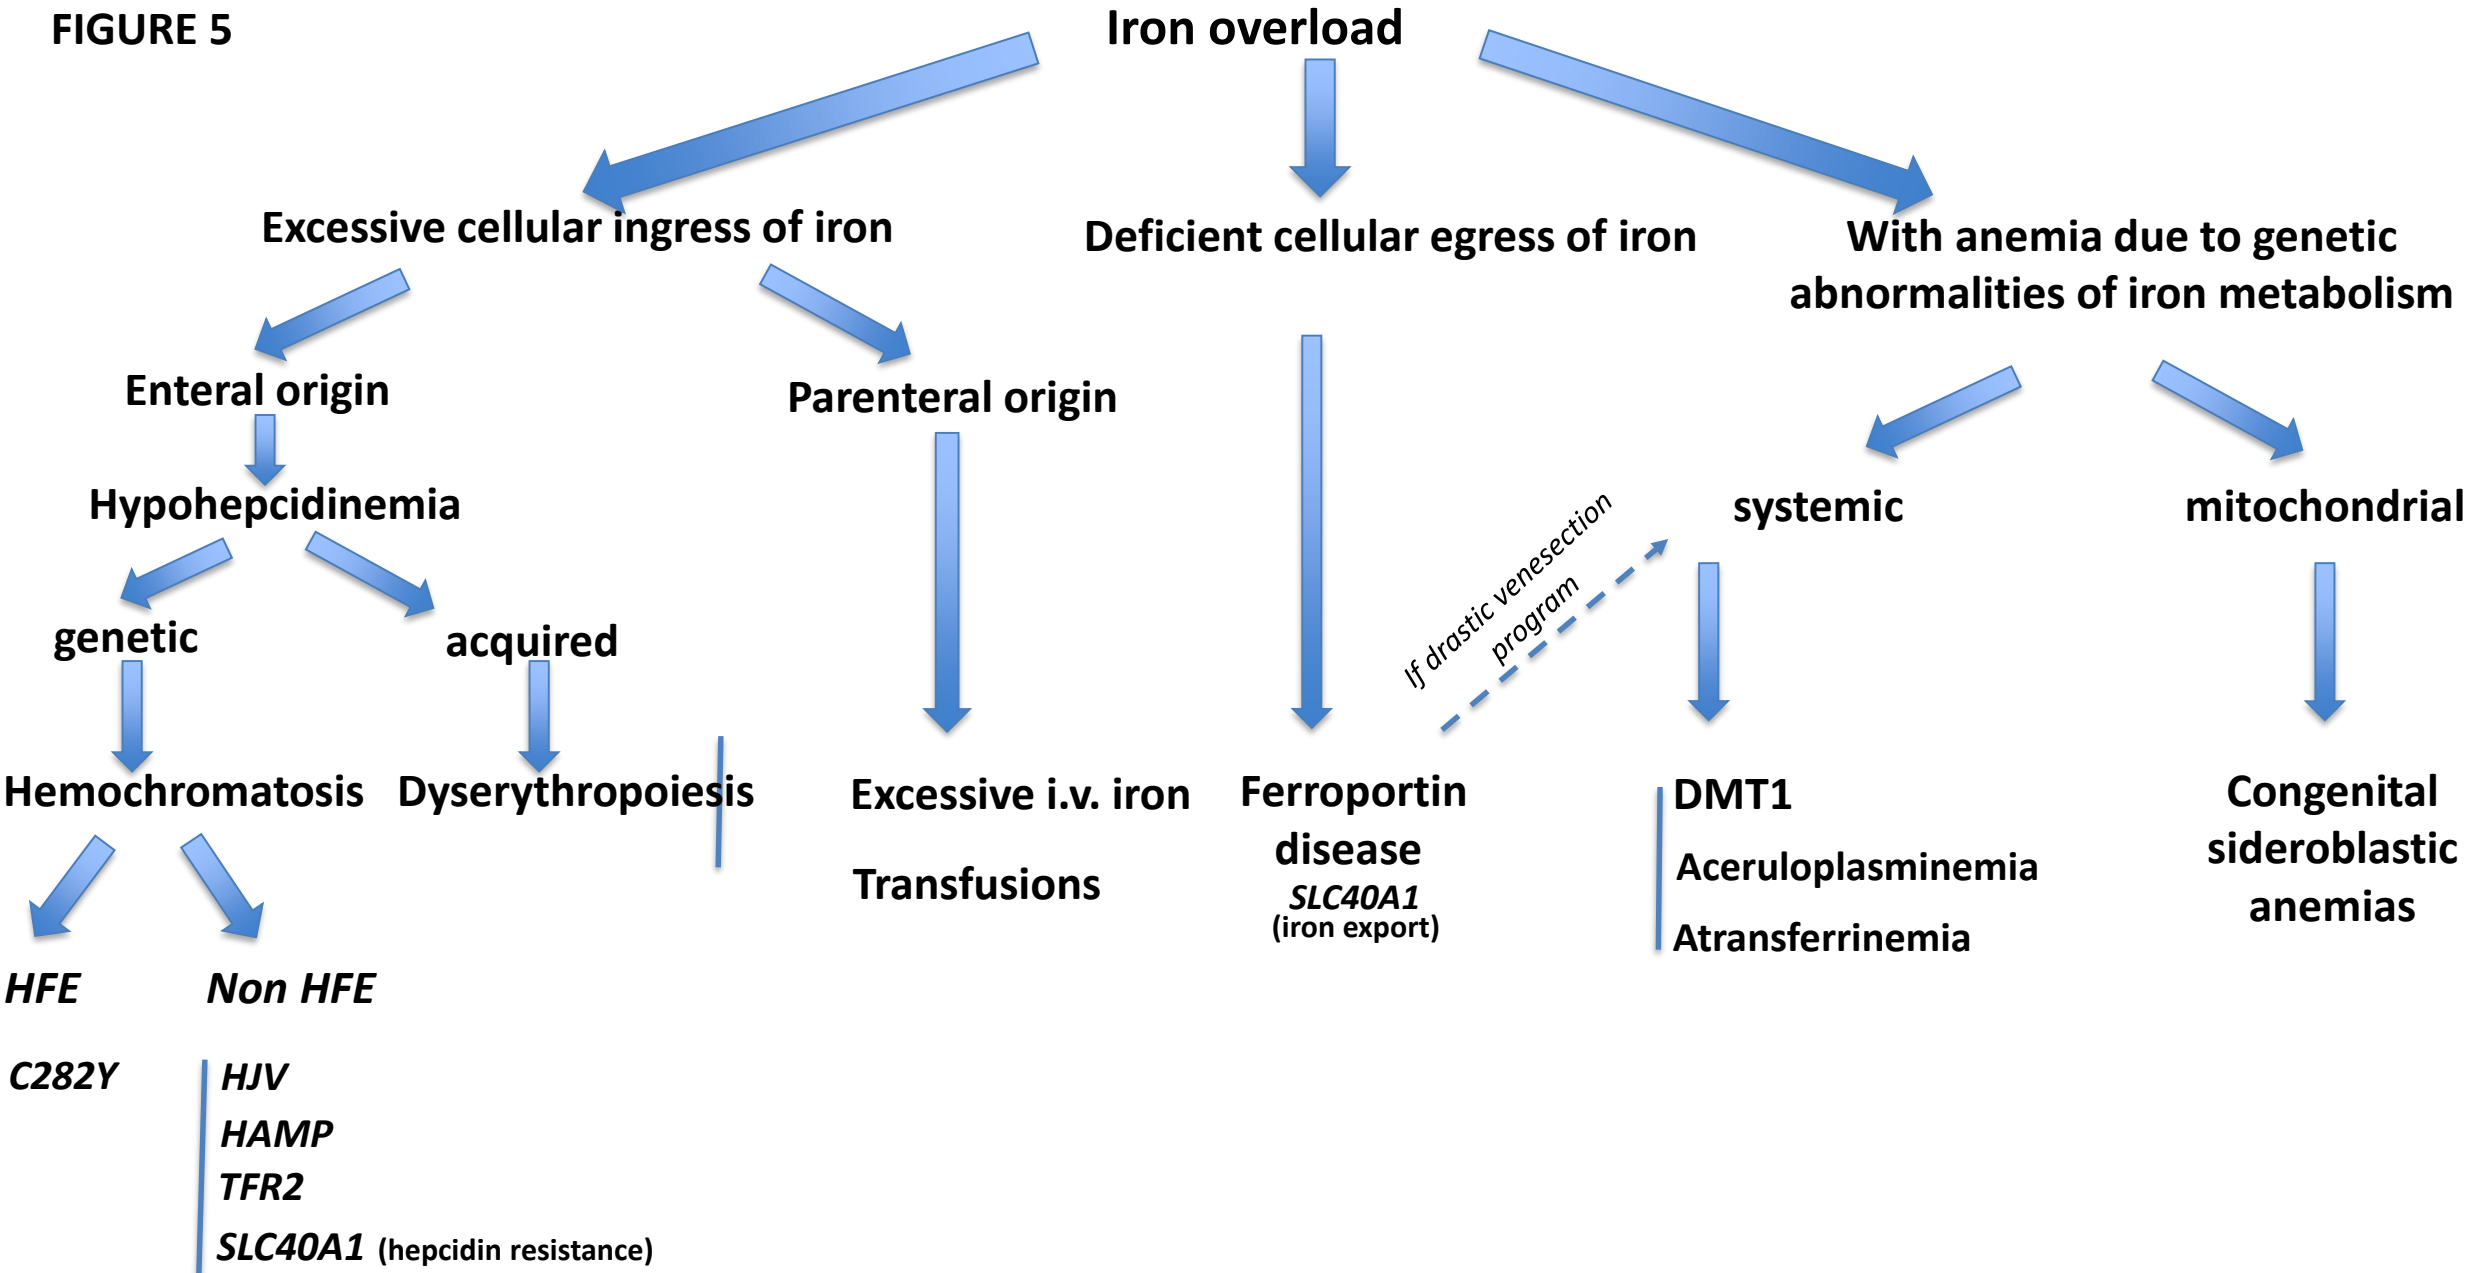 FIGURE 5
Iron overload
Excessive cellular ingress of iron
Deficient cellular egress of iron
With anemia due to genetic
abnormalities of iron metabolism
Enteral origin
Parenteral origin
Hypohepcidinemia
systemic
mitochondrial
If drastic venesection
program
genetic
acquired
Hemochromatosis
Dyserythropoiesis
Excessive i.v. iron
Transfusions
Ferroportin
disease
SLC40A1
(iron export)
DMT1
Aceruloplasminemia
Atransferrinemia
Congenital
sideroblastic
anemias
HFE
Non HFE
C282Y
HJV
HAMP
TFR2
SLC40A1 (hepcidin resistance)